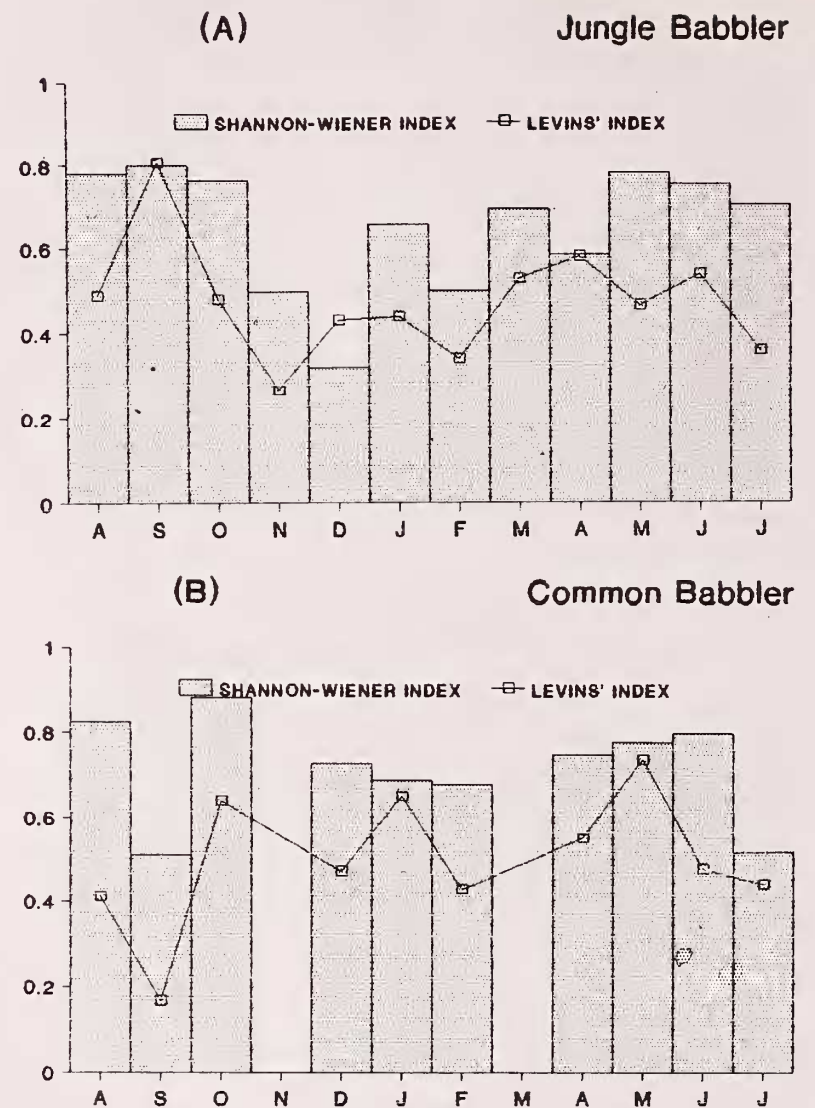 (A) Jungle Babbler
1
SHANNON-WIENER INDEX LEVINS' INDEX
0.8
0.6
0.4
0.2
0
A S O N D J F M A M J J
(B) Common Babbler
1
SHANNON-WIENER INDEX LEVINS' INDEX
0.8
0.6
0.4
0.2
0
A S O N D J F M A M J J